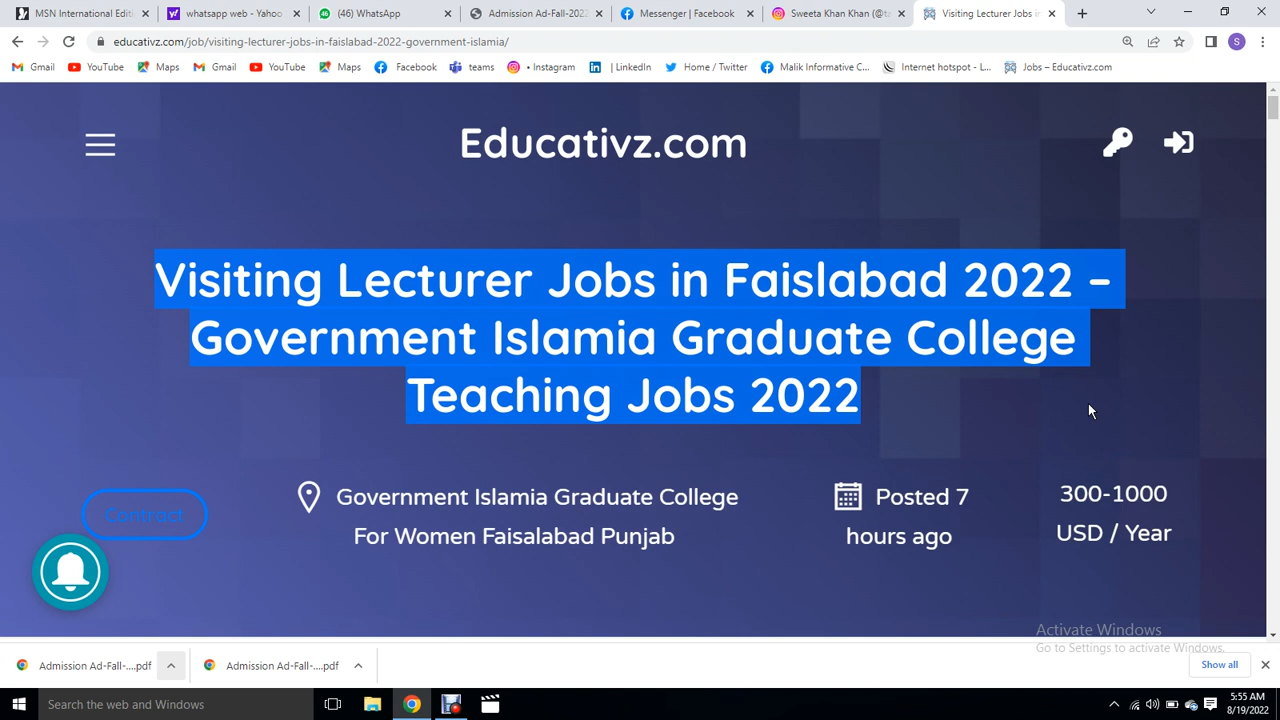 MSN International Editi
whatsapp web - Yahoo
(46) WhatsApp
Admission Ad-Fall-2022
Messenger | Facebook
Sweeta Khan Khan (@ta
Visiting Lecturer Jobs in
educativz.com/job/visiting-lecturer-jobs-in-faislabad-2022-government-islamia/
S
Gmail
YouTube
Maps
Gmail
YouTube
Maps
Facebook
teams
• Instagram
| LinkedIn
Home / Twitter
Malik Informative C...
Internet hotspot - L...
Jobs – Educativz.com
Educativz.com
Visiting Lecturer Jobs in Faislabad 2022 –
Government Islamia Graduate College
Teaching Jobs 2022
Contract
Government Islamia Graduate College
For Women Faisalabad Punjab
Posted 7
hours ago
300-1000
USD / Year
Activate Windows
Go to Settings to activate Windows.
Admission Ad-Fall-....pdf
Admission Ad-Fall-....pdf
Show all
Search the web and Windows
5:55 AM
8/19/2022